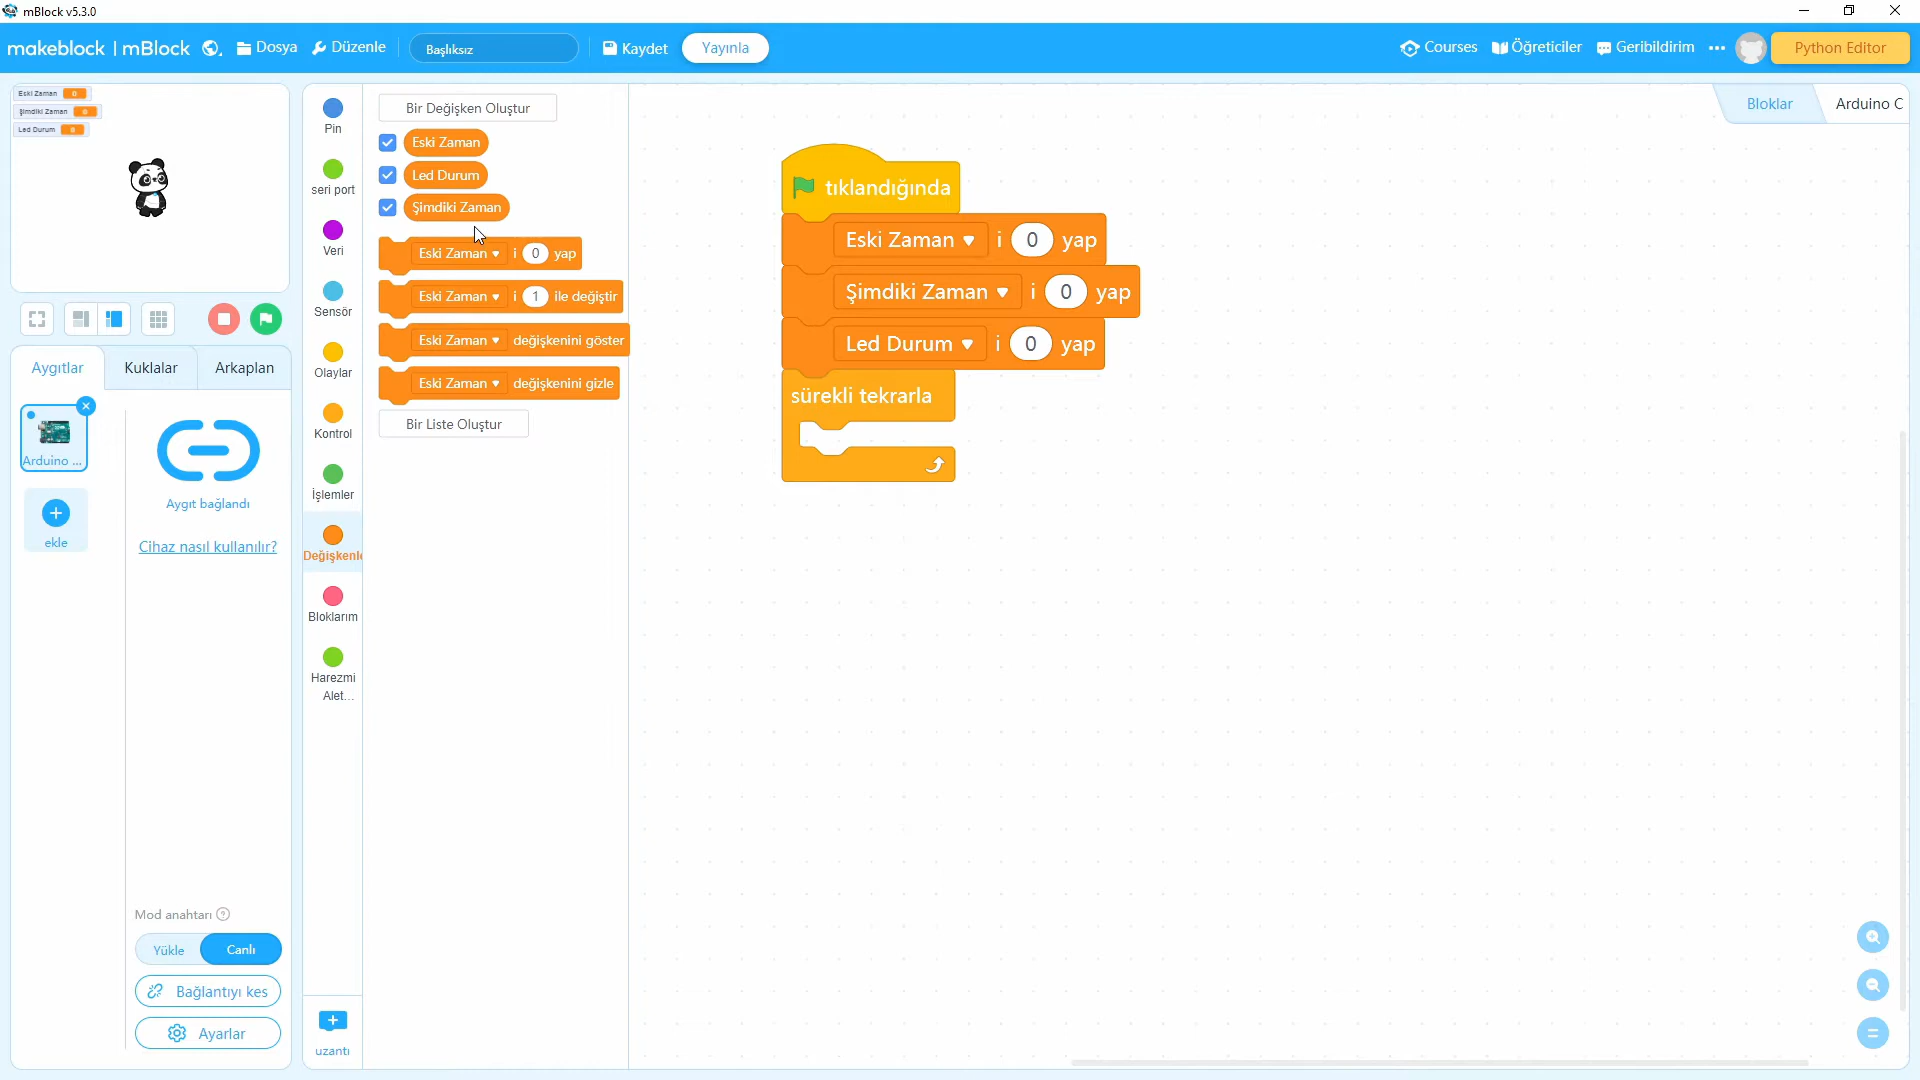 mBlock v5.3.0
makeblock | mBlock Dosya Düzenle Başlıksız Kaydet Yayınla Courses Öğreticiler Geribildirim Python Editor
Eski Zaman 0
Şimdiki Zaman 0
Led Durum 0
Aygıtlar Kuklalar Arkaplan
Arduino ...
ekle
Aygıt bağlandı
Cihaz nasıl kullanılır?
Mod anahtarı ?
Yükle Canlı
Bağlantıyı kes
Ayarlar
Pin
seri port
Veri
Sensör
Olaylar
Kontrol
İşlemler
Değişkenle
Bloklarım
Harezmi
Alet...
uzantı
Bir Değişken Oluştur
Eski Zaman
Led Durum
Şimdiki Zaman
Eski Zaman i 0 yap
Eski Zaman i 1 ile değiştir
Eski Zaman değişkenini göster
Eski Zaman değişkenini gizle
Bir Liste Oluştur
tıklandığında
Eski Zaman i 0 yap
Şimdiki Zaman i 0 yap
Led Durum i 0 yap
sürekli tekrarla
Bloklar Arduino C